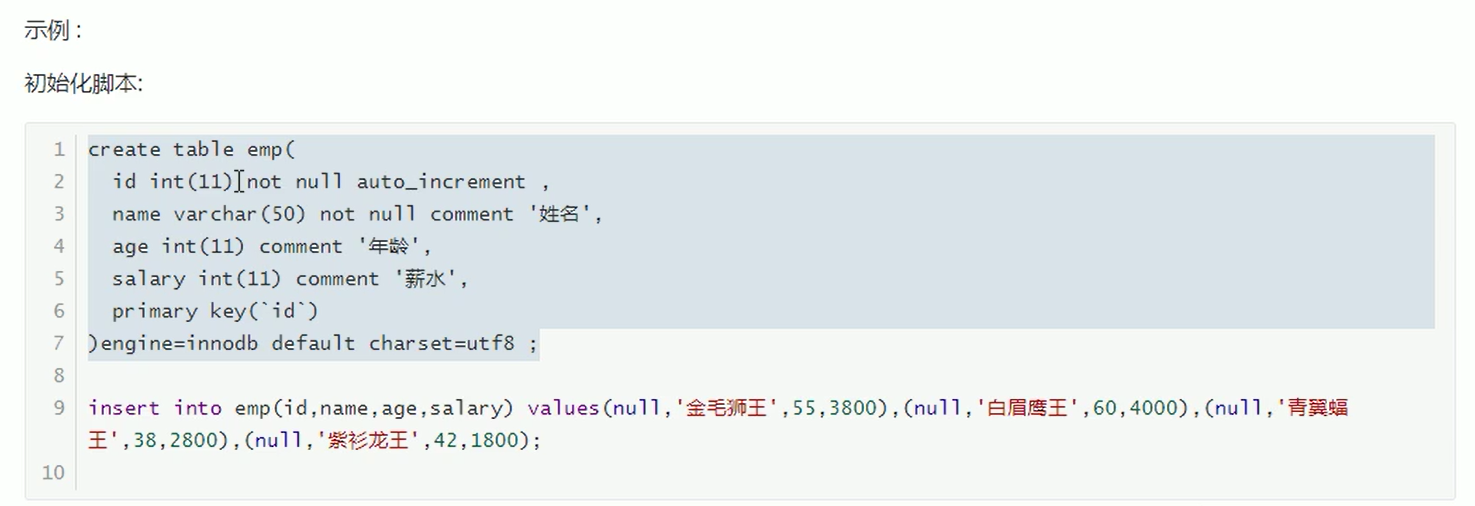 示例：
初始化脚本:
1 create table emp(
2 id int(11) not null auto_increment ,
3 name varchar(50) not null comment '姓名',
4 age int(11) comment '年龄',
5 salary int(11) comment '薪水',
6 primary key(`id`)
7 )engine=innodb default charset=utf8 ;
8
9 insert into emp(id,name,age,salary) values(null,'金毛狮王',55,3800),(null,'白眉鹰王',60,4000),(null,'青翼蝠
王',38,2800),(null,'紫衫龙王',42,1800);
10